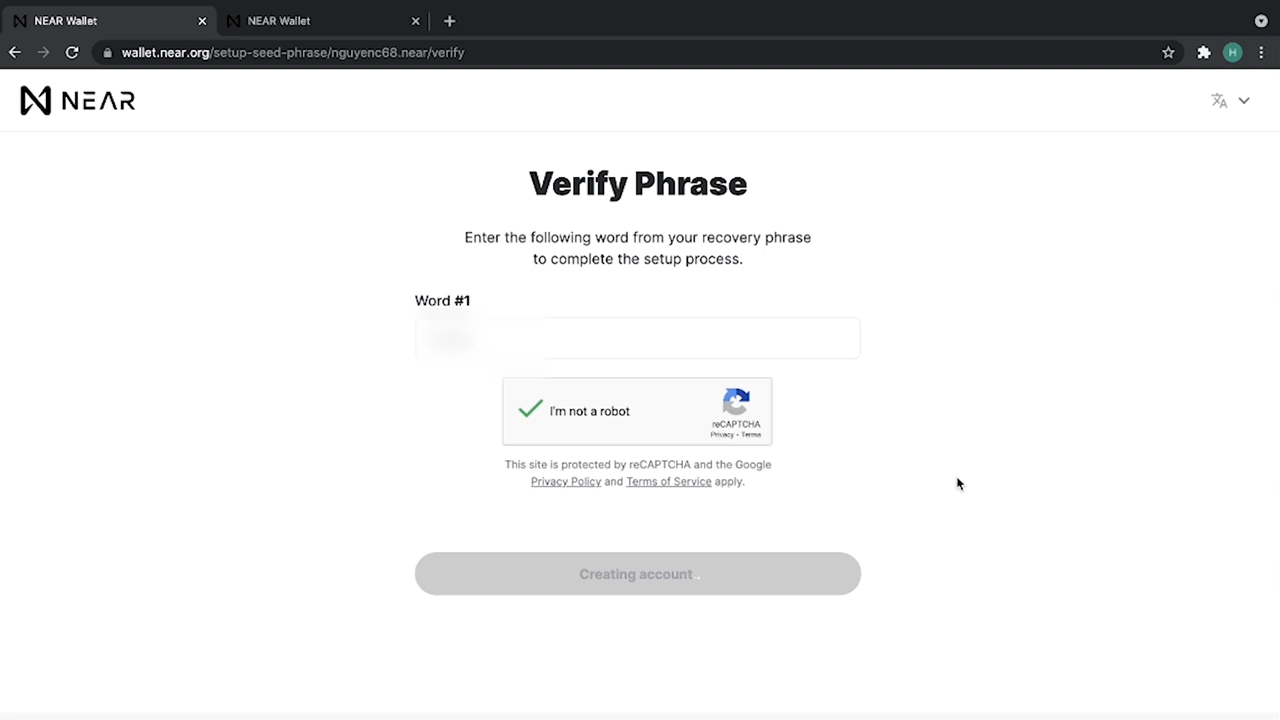 NEAR Wallet
NEAR Wallet
wallet.near.org/setup-seed-phrase/nguyenc68.near/verify
H
NEAR
Verify Phrase
Enter the following word from your recovery phrase
to complete the setup process.
Word #1
I'm not a robot
reCAPTCHA
Privacy - Terms
This site is protected by reCAPTCHA and the Google
Privacy Policy and Terms of Service apply.
Creating account..